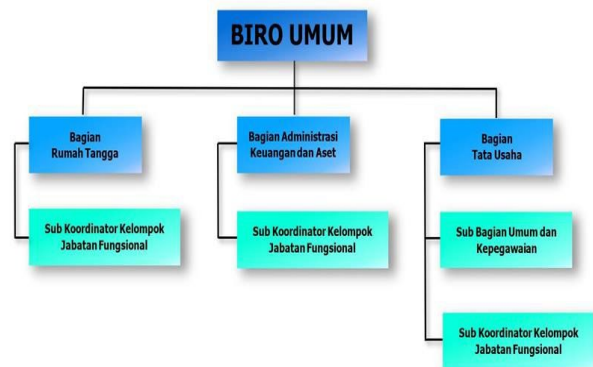 BIRO UMUM
Bagian
Rumah Tangga
Bagian Administrasi
Keuangan dan Aset
Bagian
Tata Usaha
Sub Koordinator Kelompok
Jabatan Fungsional
Sub Koordinator Kelompok
Jabatan Fungsional
Sub Bagian Umum dan
Kepegawaian
Sub Koordinator Kelompok
Jabatan Fungsional